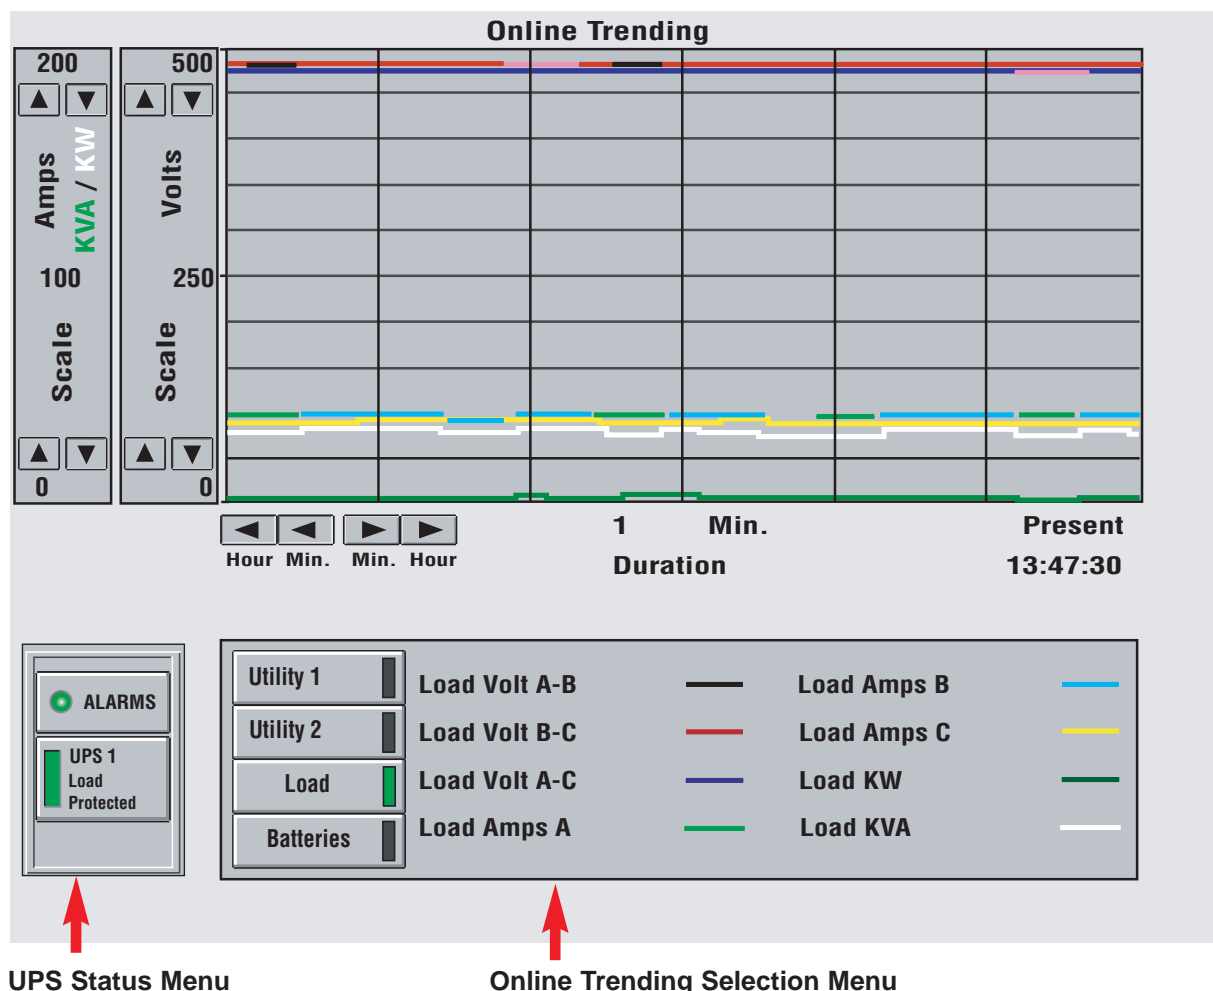 Online Trending
200
500
Amps
KVA / KW
Volts
100
250
Scale
Scale
0
0
Hour Min. Min. Hour
1 Min.
Duration
Present
13:47:30
ALARMS
UPS 1
Load
Protected
Utility 1
Utility 2
Load
Batteries
Load Volt A-B
Load Volt B-C
Load Volt A-C
Load Amps A
Load Amps B
Load Amps C
Load KW
Load KVA
UPS Status Menu
Online Trending Selection Menu